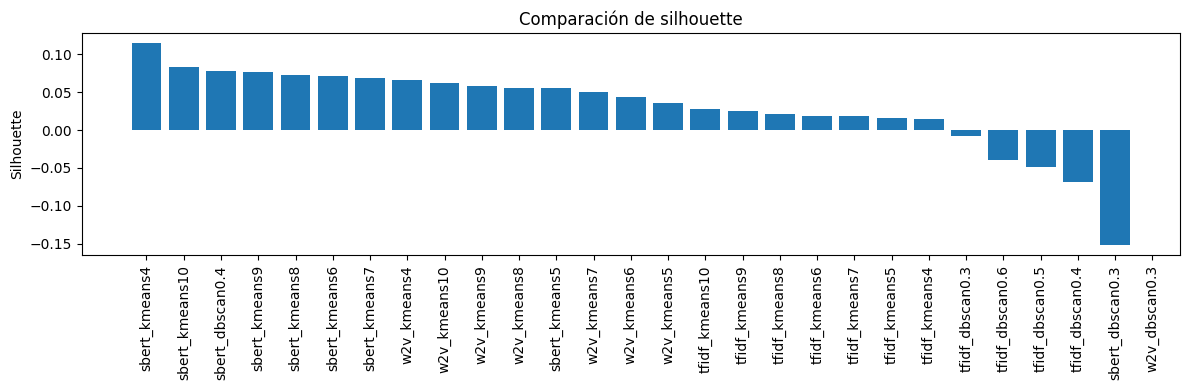 Comparación de silhouette
Silhouette
0.10
0.05
0.00
−0.05
−0.10
−0.15
sbert_kmeans4
sbert_kmeans10
sbert_dbscan0.4
sbert_kmeans9
sbert_kmeans8
sbert_kmeans6
sbert_kmeans7
w2v_kmeans4
w2v_kmeans10
w2v_kmeans9
w2v_kmeans8
sbert_kmeans5
w2v_kmeans7
w2v_kmeans6
w2v_kmeans5
tfidf_kmeans10
tfidf_kmeans9
tfidf_kmeans8
tfidf_kmeans6
tfidf_kmeans7
tfidf_kmeans5
tfidf_kmeans4
tfidf_dbscan0.3
tfidf_dbscan0.6
tfidf_dbscan0.5
tfidf_dbscan0.4
sbert_dbscan0.3
w2v_dbscan0.3